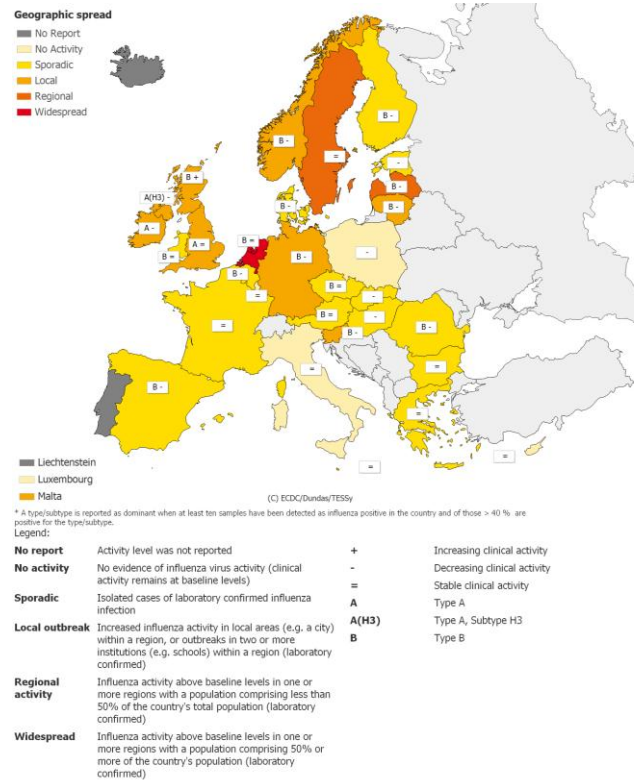 Geographic spread
No Report
No Activity
Sporadic
Local
Regional
Widespread
B -
B -
=
-
B +
B -
A(H3) -
B -
B -
A -
A =
B =
B =
B -
-
B -
B =
=
-
B =
-
B -
=
B -
=
B -
=
=
=
=
Liechtenstein
Luxembourg
Malta
(C) ECDC/Dundas/TESSy
* A type/subtype is reported as dominant when at least ten samples have been detected as influenza positive in the country and of those > 40 % are
positive for the type/subtype.
Legend:
No report Activity level was not reported
+ Increasing clinical activity
No activity No evidence of influenza virus activity (clinical
activity remains at baseline levels)
- Decreasing clinical activity
= Stable clinical activity
Sporadic Isolated cases of laboratory confirmed influenza
infection
A Type A
A(H3) Type A, Subtype H3
Local outbreak Increased influenza activity in local areas (e.g. a city)
within a region, or outbreaks in two or more
institutions (e.g. schools) within a region (laboratory
confirmed)
B Type B
Regional
activity
Influenza activity above baseline levels in one or
more regions with a population comprising less than
50% of the country's total population (laboratory
confirmed)
Widespread Influenza activity above baseline levels in one or
more regions with a population comprising 50% or
more of the country's population (laboratory
confirmed)